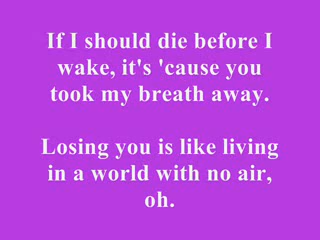 If I should die before I
wake, it's 'cause you
took my breath away.
Losing you is like living
in a world with no air,
oh.